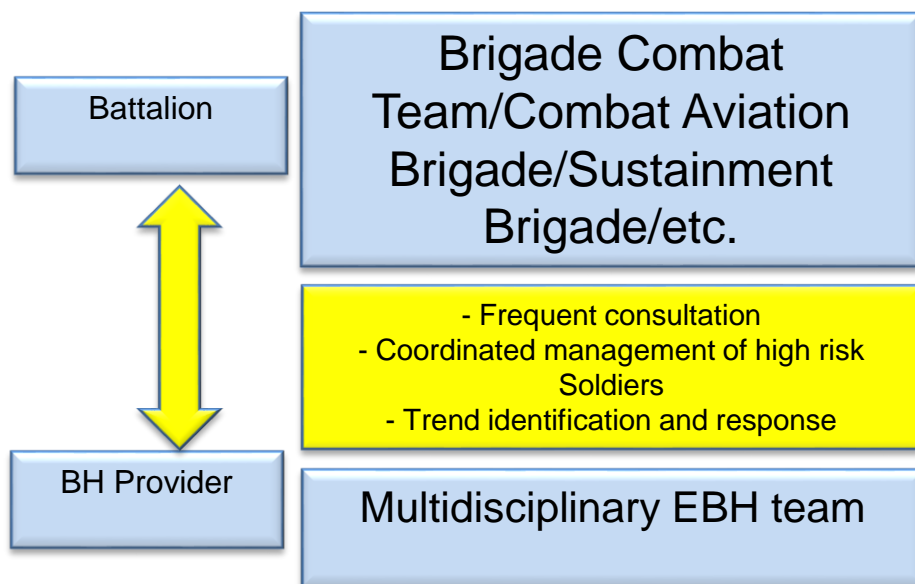 Battalion
Brigade Combat
Team/Combat Aviation
Brigade/Sustainment
Brigade/etc.
- Frequent consultation
- Coordinated management of high risk
Soldiers
- Trend identification and response
BH Provider
Multidisciplinary EBH team